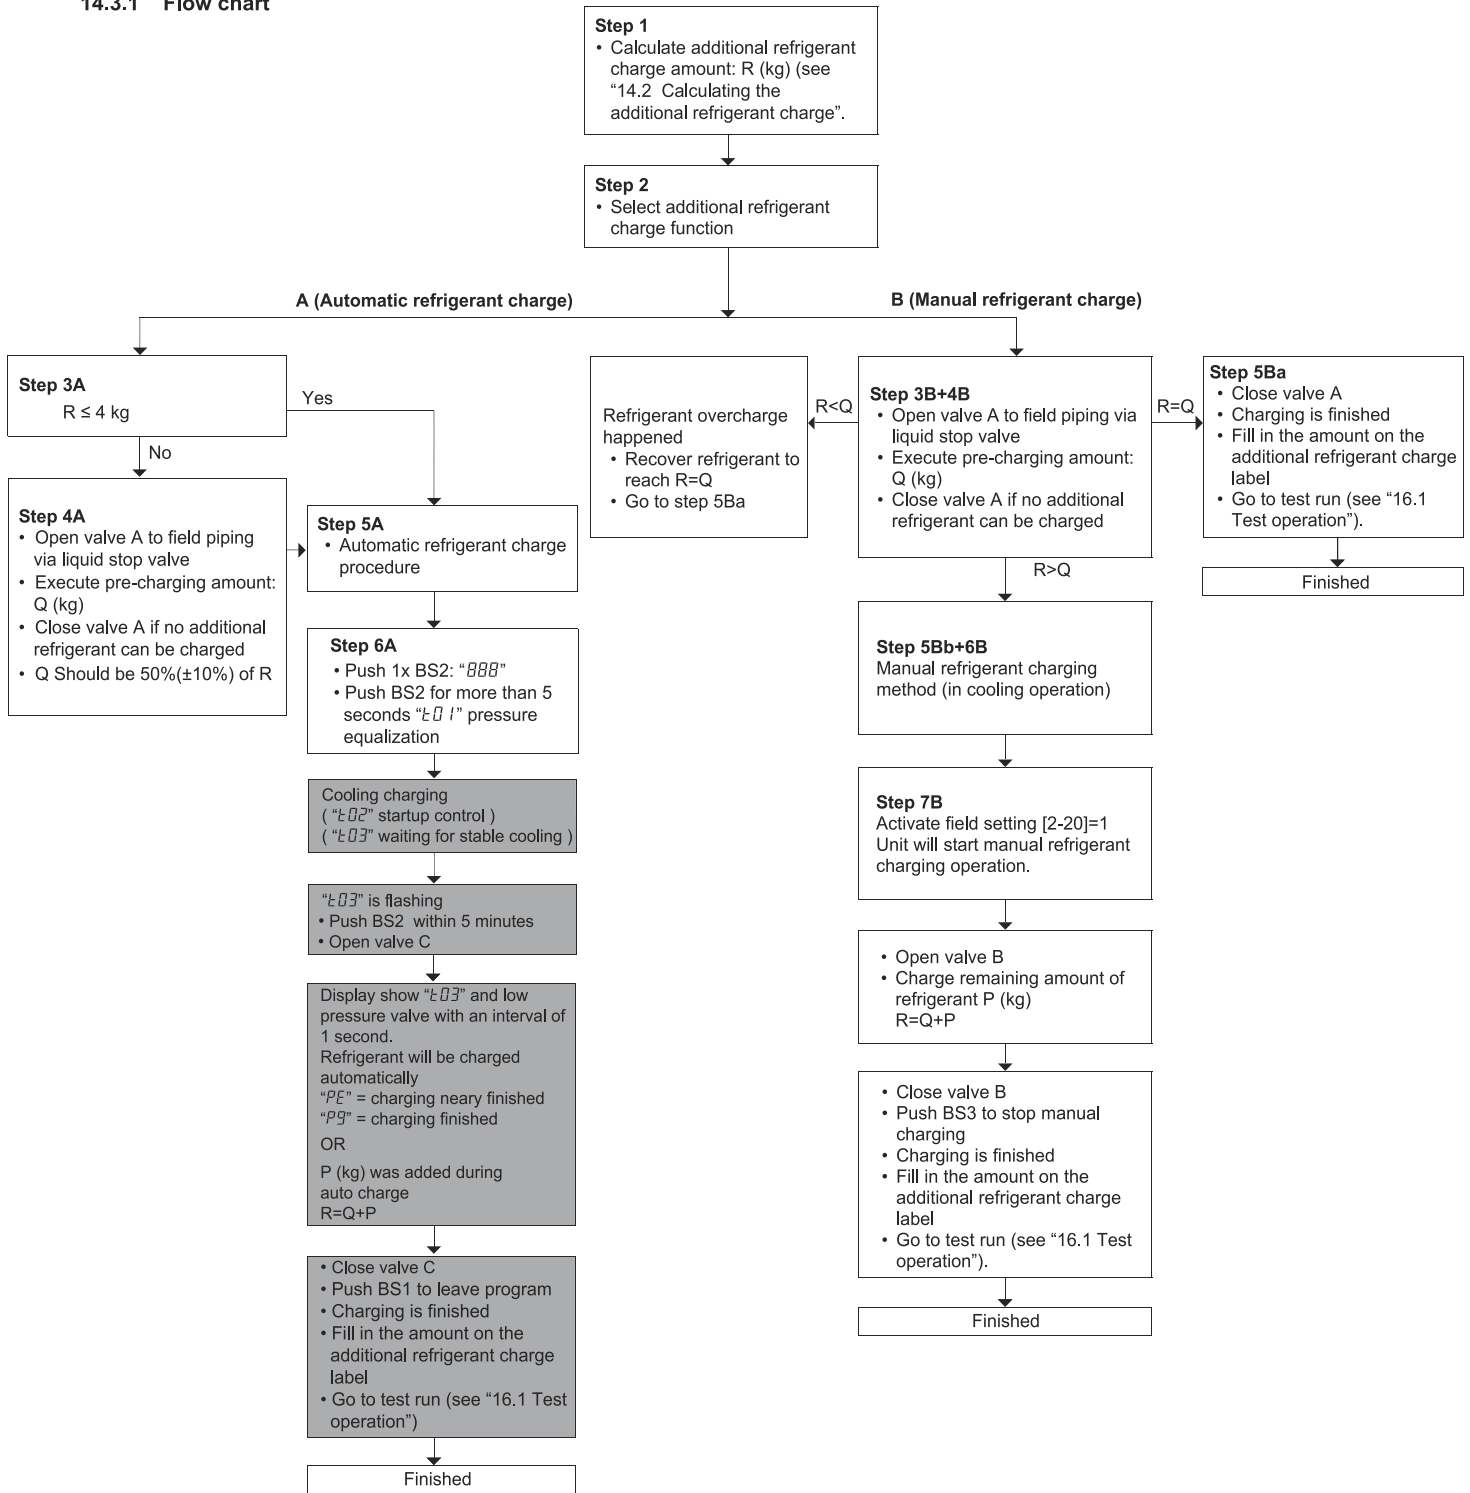 14.3.1 Flow chart
Step 1
• Calculate additional refrigerant
charge amount: R (kg) (see
“14.2 Calculating the
additional refrigerant charge”.
Step 2
• Select additional refrigerant
charge function
A (Automatic refrigerant charge)
B (Manual refrigerant charge)
Step 3A
R ≤ 4 kg
Yes
No
Step 4A
• Open valve A to field piping
via liquid stop valve
• Execute pre-charging amount:
Q (kg)
• Close valve A if no additional
refrigerant can be charged
• Q Should be 50%(±10%) of R
Step 5A
• Automatic refrigerant charge
procedure
Step 6A
• Push 1x BS2: “888”
• Push BS2 for more than 5
seconds “t01” pressure
equalization
Cooling charging
( “t02” startup control )
( “t03” waiting for stable cooling )
“t03” is flashing
• Push BS2 within 5 minutes
• Open valve C
Display show “t03” and low
pressure valve with an interval of
1 second.
Refrigerant will be charged
automatically
“PE” = charging neary finished
“P9” = charging finished
OR
P (kg) was added during
auto charge
R=Q+P
• Close valve C
• Push BS1 to leave program
• Charging is finished
• Fill in the amount on the
additional refrigerant charge
label
• Go to test run (see “16.1 Test
operation”)
Finished
Refrigerant overcharge
happened
• Recover refrigerant to
reach R=Q
• Go to step 5Ba
R<Q
Step 3B+4B
• Open valve A to field piping via
liquid stop valve
• Execute pre-charging amount:
Q (kg)
• Close valve A if no additional
refrigerant can be charged
R=Q
Step 5Ba
• Close valve A
• Charging is finished
• Fill in the amount on the
additional refrigerant charge
label
• Go to test run (see “16.1
Test operation”).
Finished
R>Q
Step 5Bb+6B
Manual refrigerant charging
method (in cooling operation)
Step 7B
Activate field setting [2-20]=1
Unit will start manual refrigerant
charging operation.
• Open valve B
• Charge remaining amount of
refrigerant P (kg)
R=Q+P
• Close valve B
• Push BS3 to stop manual
charging
• Charging is finished
• Fill in the amount on the
additional refrigerant charge
label
• Go to test run (see “16.1 Test
operation”).
Finished